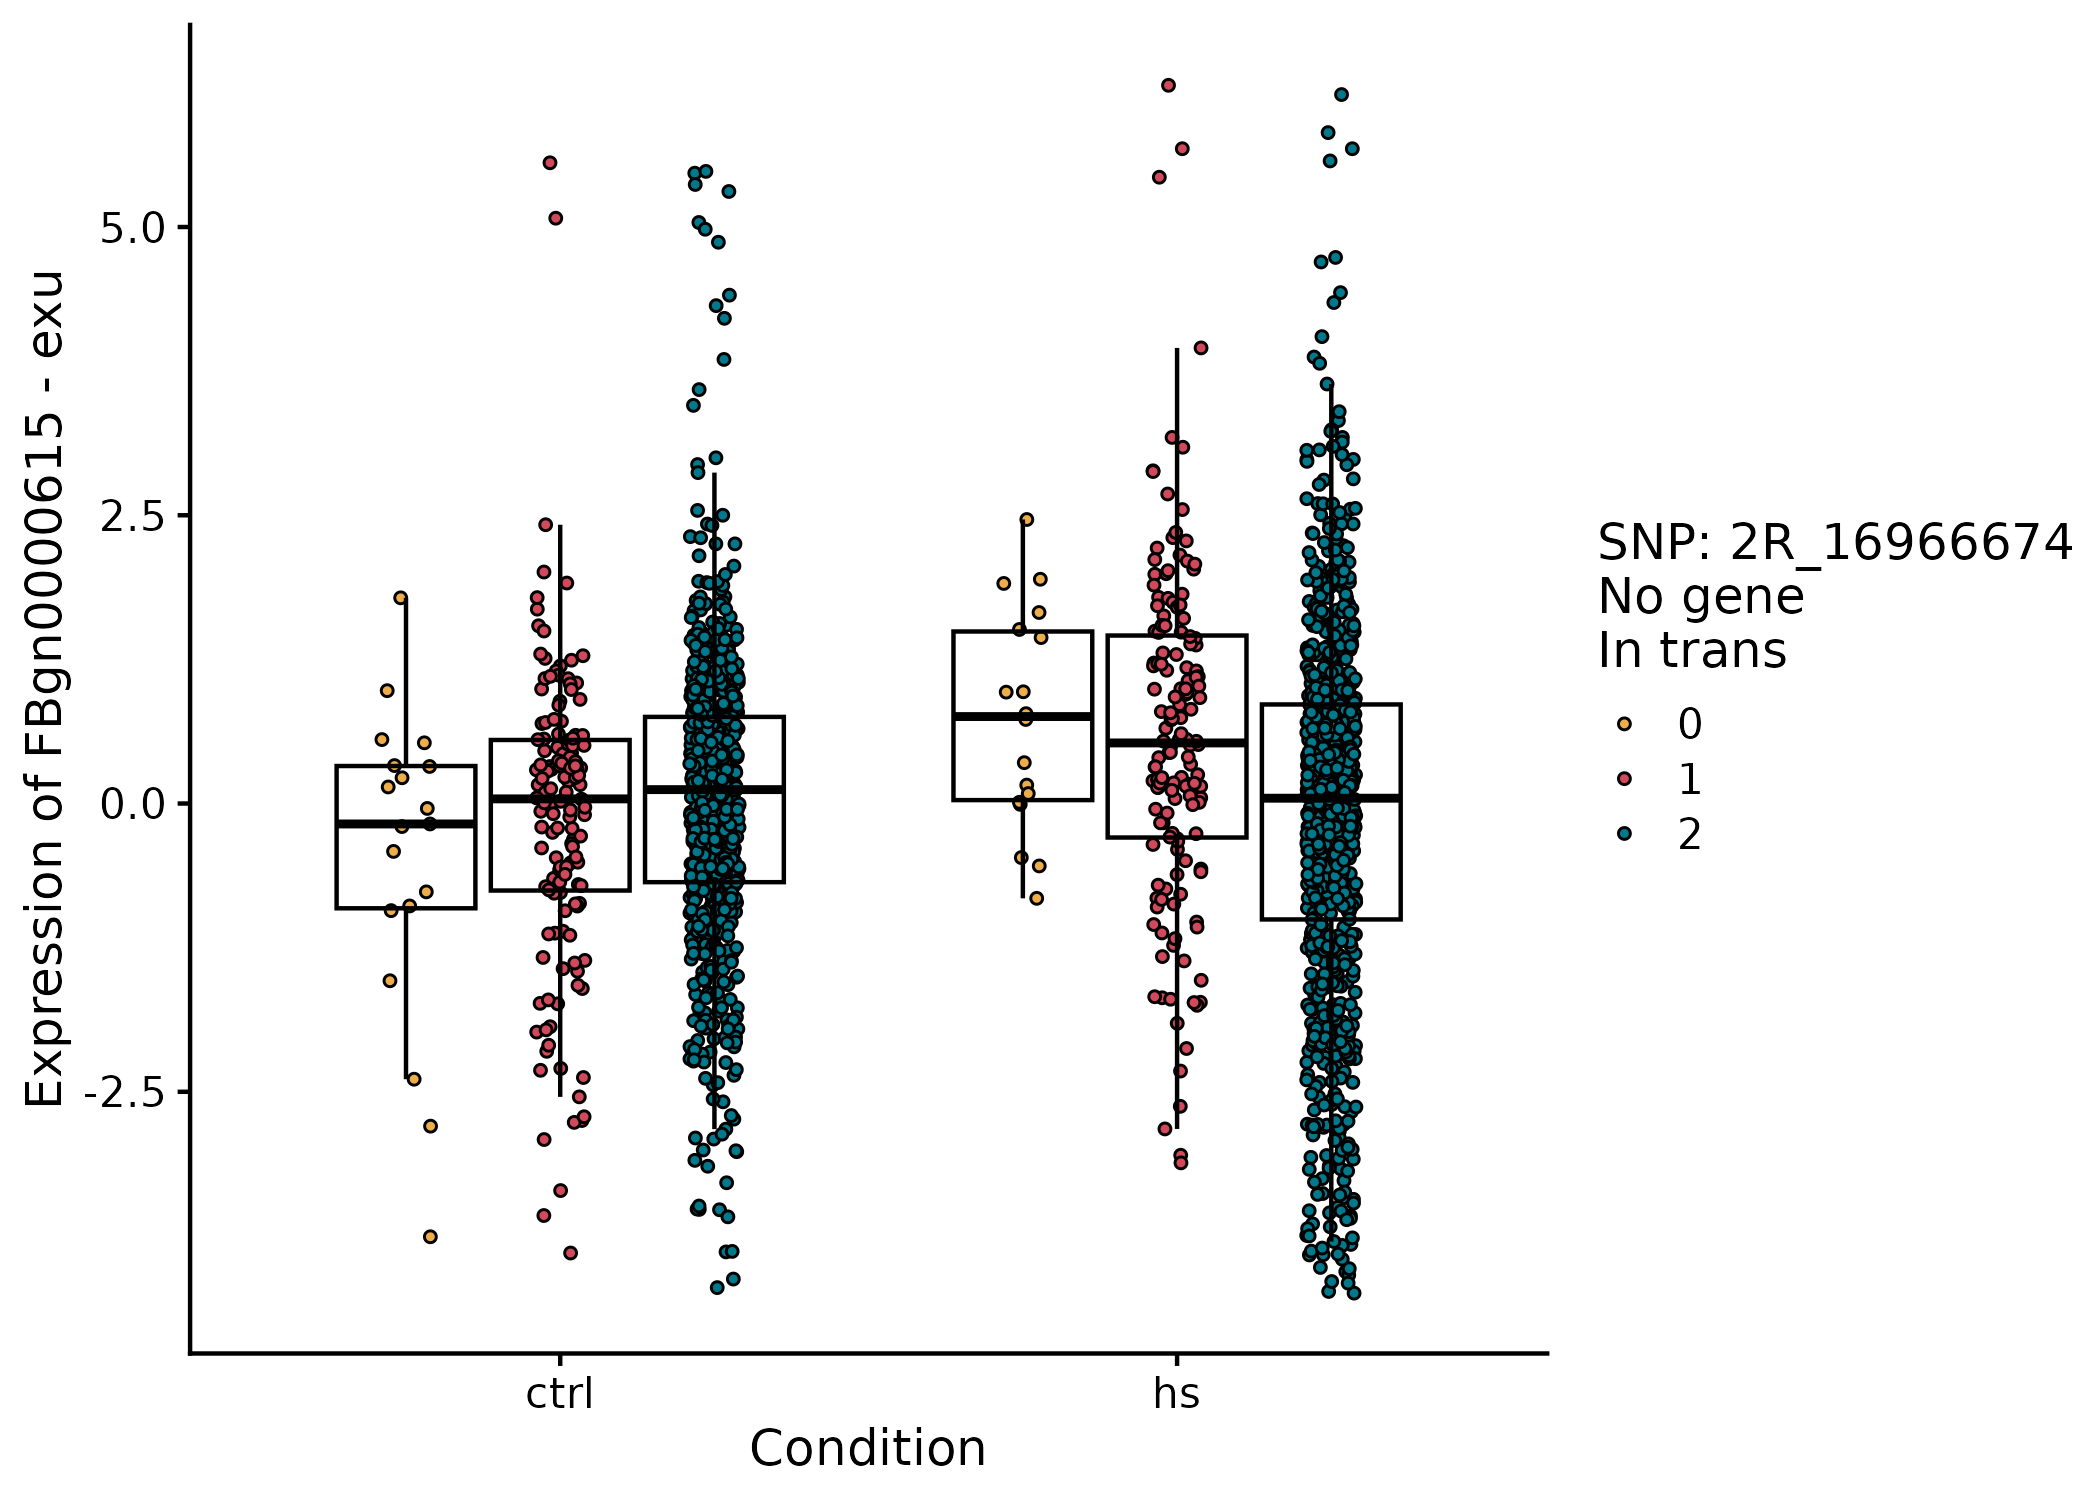 Expression of FBgn0000615 - exu
5.0
2.5
0.0
-2.5
ctrl
hs
Condition
SNP: 2R_16966674
No gene
In trans
0
1
2